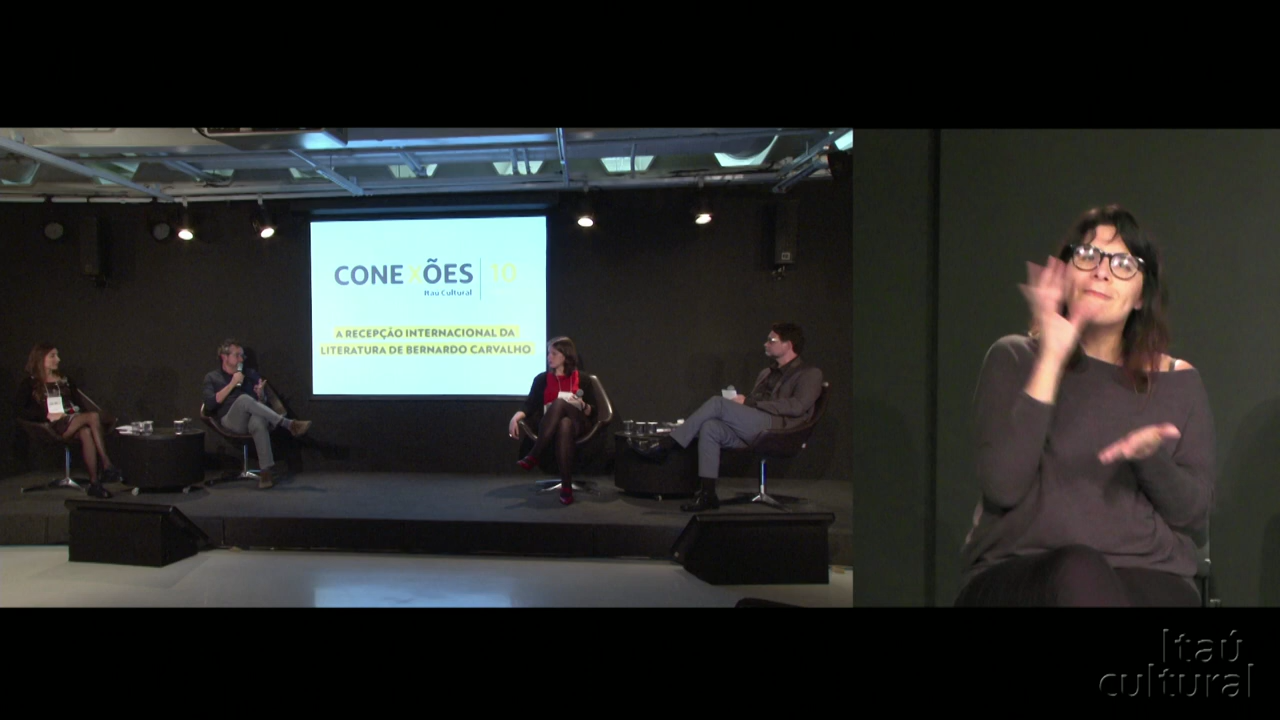 CONEXÕES 10
Itaú Cultural
A RECEPÇÃO INTERNACIONAL DA
LITERATURA DE BERNARDO CARVALHO
Itaú
cultural